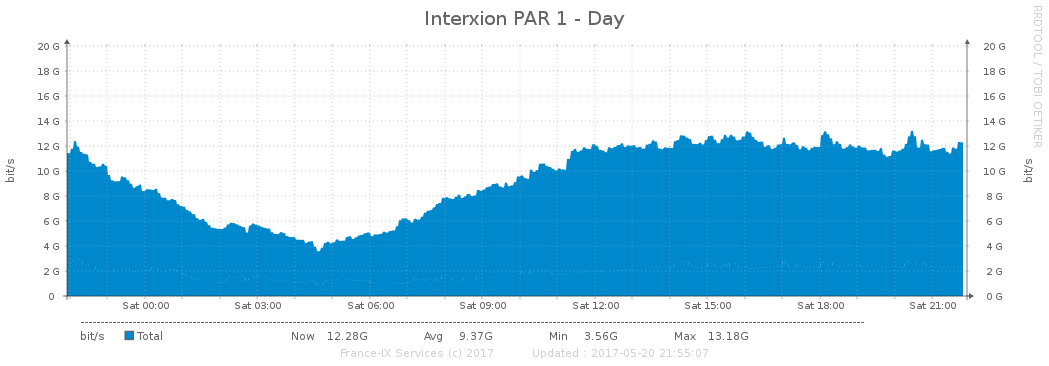 Interxion PAR 1 - Day
RRDTOOL / TOBI OETIKER
bit/s
20 G 20 G
18 G 18 G
16 G 16 G
14 G 14 G
12 G 12 G
10 G 10 G
8 G 8 G
6 G 6 G
4 G 4 G
2 G 2 G
0 0 G
bit/s
Sat 00:00 Sat 03:00 Sat 06:00 Sat 09:00 Sat 12:00 Sat 15:00 Sat 18:00 Sat 21:00
bit/s Total Now 12.28G Avg 9.37G Min 3.56G Max 13.18G
France-IX Services (c) 2017 Updated : 2017-05-20 21:55:07